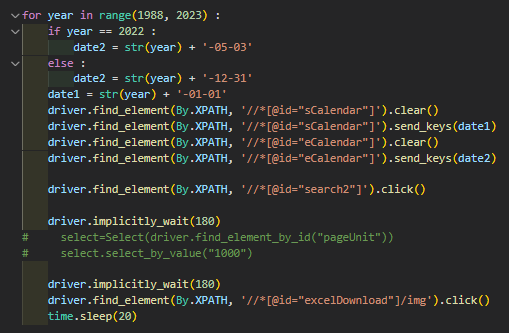 for year in range(1988, 2023) :
    if year == 2022 :
        date2 = str(year) + '-05-03'
    else :
        date2 = str(year) + '-12-31'
    date1 = str(year) + '-01-01'
    driver.find_element(By.XPATH, '//*[@id="sCalendar"]').clear()
    driver.find_element(By.XPATH, '//*[@id="sCalendar"]').send_keys(date1)
    driver.find_element(By.XPATH, '//*[@id="eCalendar"]').clear()
    driver.find_element(By.XPATH, '//*[@id="eCalendar"]').send_keys(date2)

    driver.find_element(By.XPATH, '//*[@id="search2"]').click()

    driver.implicitly_wait(180)
#     select=Select(driver.find_element_by_id("pageUnit"))
#     select.select_by_value("1000")

    driver.implicitly_wait(180)
    driver.find_element(By.XPATH, '//*[@id="excelDownload"]/img').click()
    time.sleep(20)